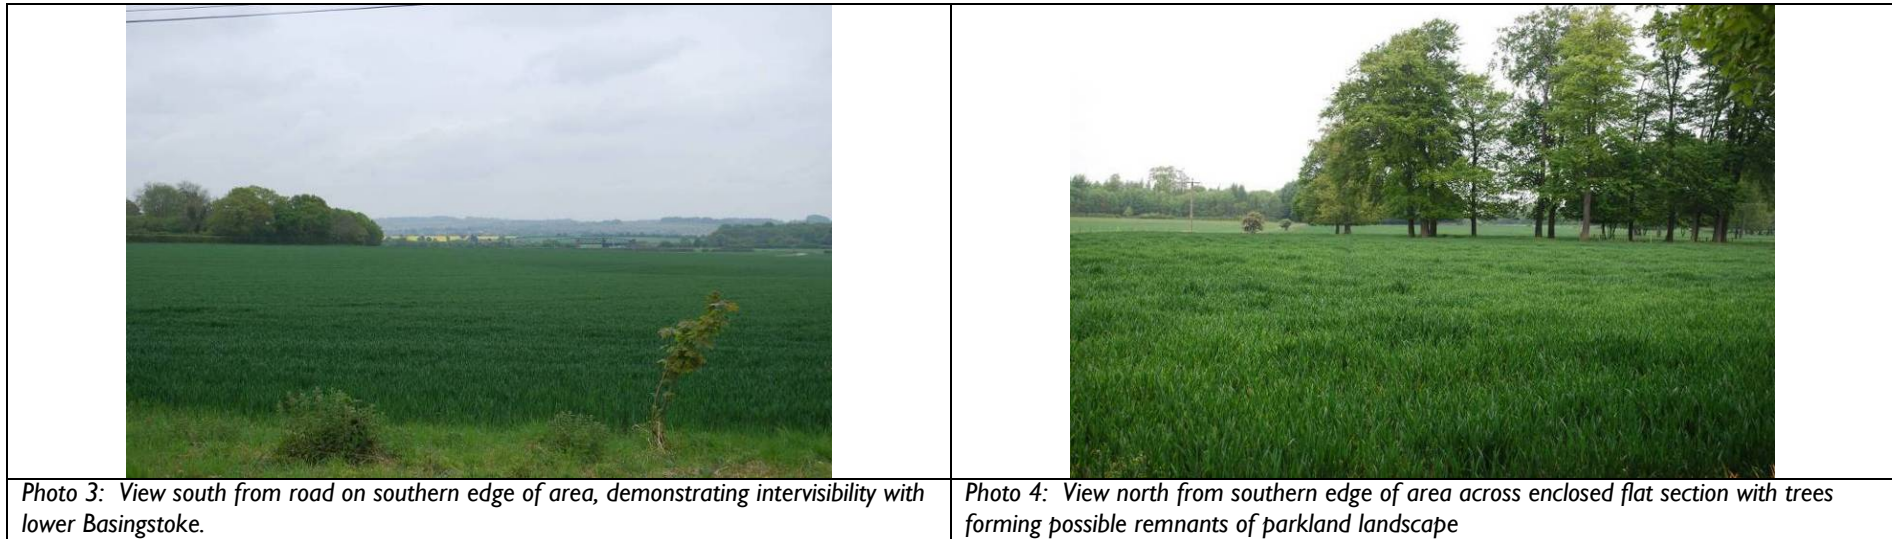 Photo 3: View south from road on southern edge of area, demonstrating intervisibility with
lower Basingstoke.
Photo 4: View north from southern edge of area across enclosed flat section with trees
forming possible remnants of parkland landscape